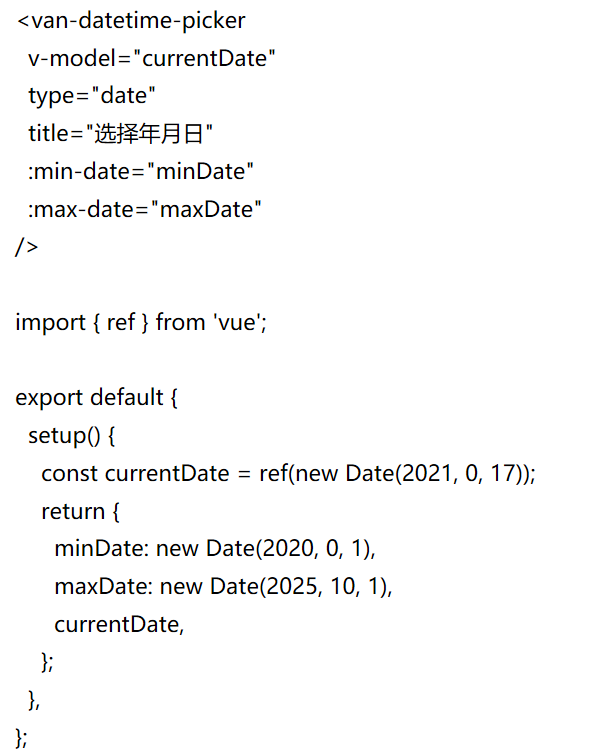 <van-datetime-picker
  v-model="currentDate"
  type="date"
  title="选择年月日"
  :min-date="minDate"
  :max-date="maxDate"
/>

import { ref } from 'vue';

export default {
  setup() {
    const currentDate = ref(new Date(2021, 0, 17));
    return {
      minDate: new Date(2020, 0, 1),
      maxDate: new Date(2025, 10, 1),
      currentDate,
    };
  },
};